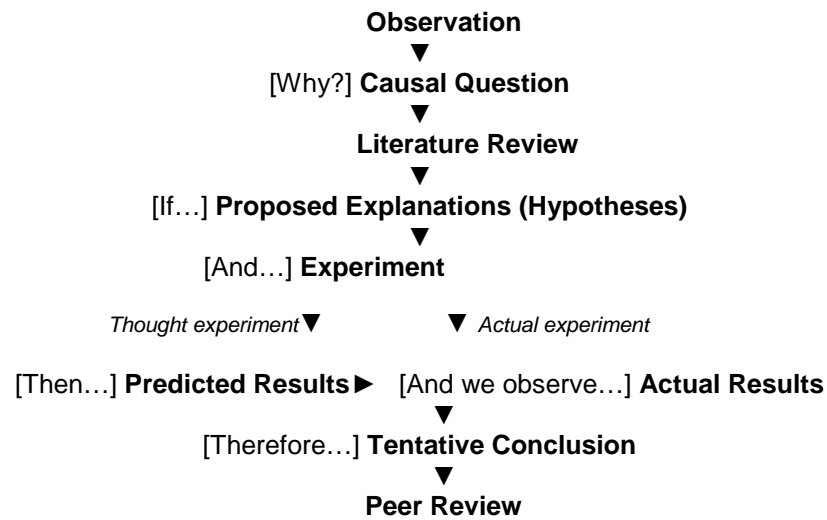 Observation
▼
[Why?] Causal Question
▼
Literature Review
▼
[If…] Proposed Explanations (Hypotheses)
▼
[And…] Experiment
Thought experiment ▼ ▼ Actual experiment
[Then…] Predicted Results ► [And we observe…] Actual Results
▼
[Therefore…] Tentative Conclusion
▼
Peer Review